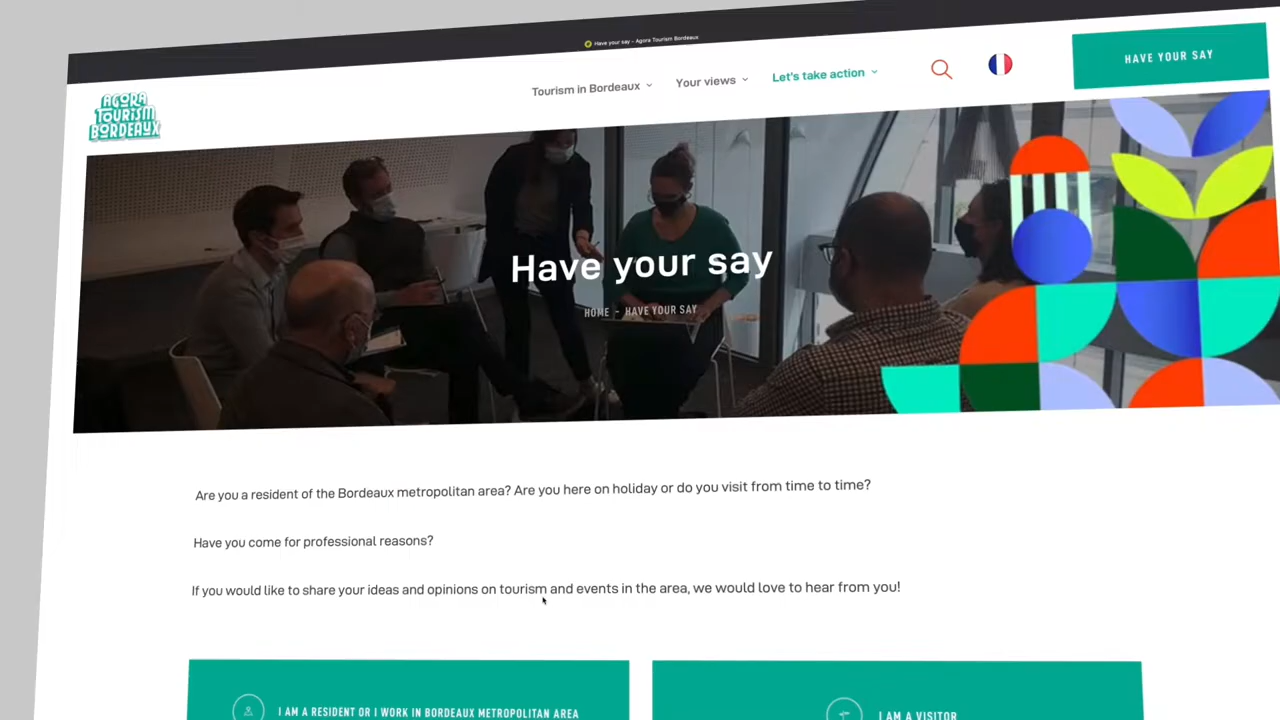 Have your say - Agora Tourism Bordeaux
AGORA
TOURISM
BORDEAUX
Tourism in Bordeaux
Your views
Let's take action
HAVE YOUR SAY
Have your say
HOME - HAVE YOUR SAY
Are you a resident of the Bordeaux metropolitan area? Are you here on holiday or do you visit from time to time?
Have you come for professional reasons?
If you would like to share your ideas and opinions on tourism and events in the area, we would love to hear from you!
I AM A RESIDENT OR I WORK IN BORDEAUX METROPOLITAN AREA
I AM A VISITOR